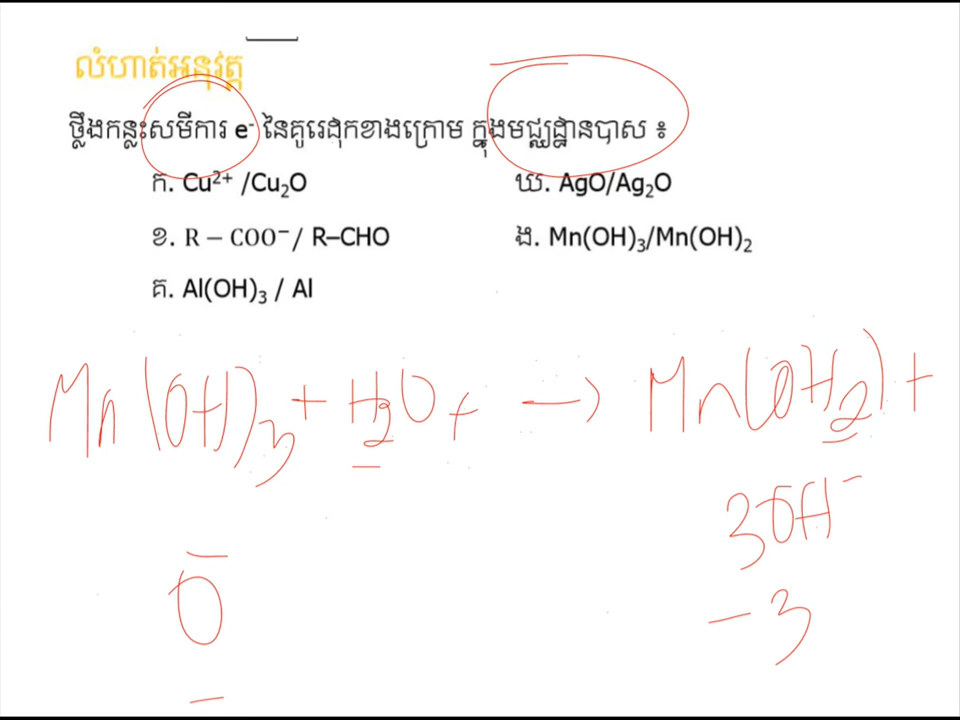 លំហាត់អនុវត្ត
ថ្លឹងកន្លះសមីការ e⁻ នៃគូរេដុកខាងក្រោម ក្នុងមជ្ឈដ្ឋានបាស ៖
ក. Cu²⁺ /Cu₂O
ឃ. AgO/Ag₂O
ខ. R – COO⁻/ R–CHO
ង. Mn(OH)₃/Mn(OH)₂
គ. Al(OH)₃ / Al
Mn(OH)₃ + H₂O + → Mn(OH₂) +
3OH⁻
0
–3